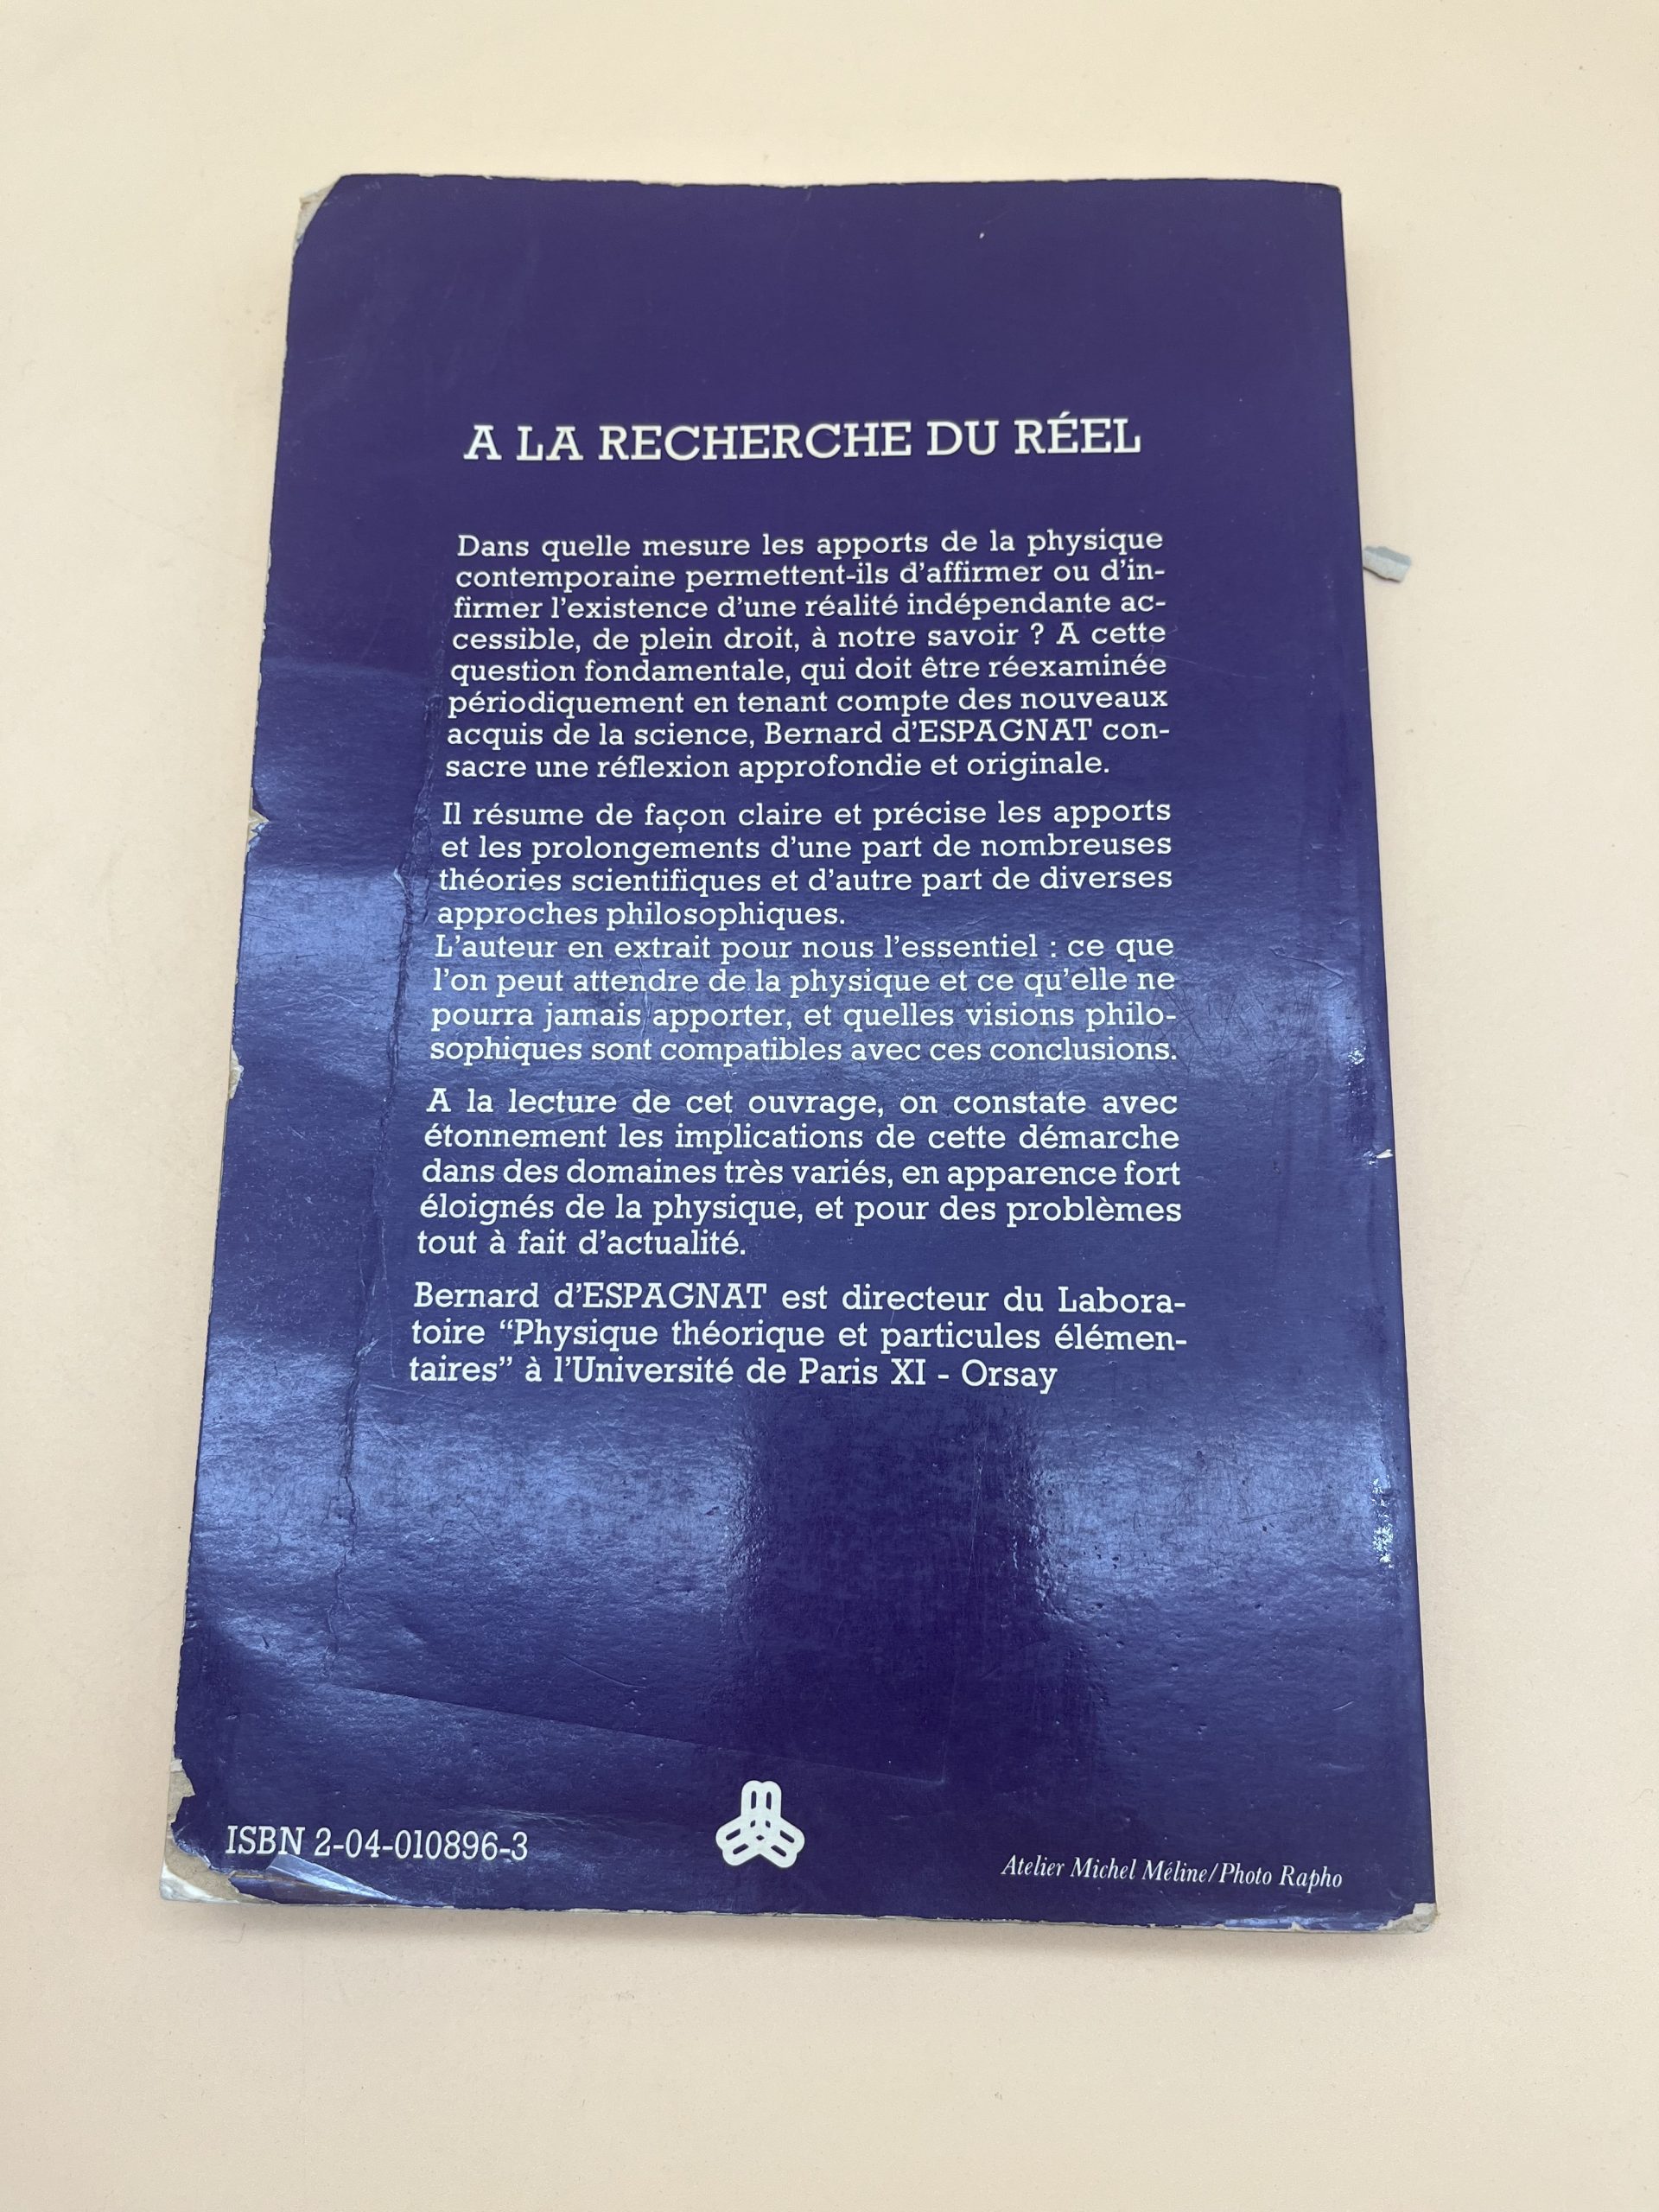 A LA RECHERCHE DU RÉEL
Dans quelle mesure les apports de la physique
contemporaine permettent-ils d'affirmer ou d'in-
firmer l'existence d'une réalité indépendante ac-
cessible, de plein droit, à notre savoir ? A cette
question fondamentale, qui doit être réexaminée
périodiquement en tenant compte des nouveaux
acquis de la science, Bernard d'ESPAGNAT con-
sacre une réflexion approfondie et originale.
Il résume de façon claire et précise les apports
et les prolongements d'une part de nombreuses
théories scientifiques et d'autre part de diverses
approches philosophiques.
L'auteur en extrait pour nous l'essentiel : ce que
l'on peut attendre de la physique et ce qu'elle ne
pourra jamais apporter, et quelles visions philo-
sophiques sont compatibles avec ces conclusions.
A la lecture de cet ouvrage, on constate avec
étonnement les implications de cette démarche
dans des domaines très variés, en apparence fort
éloignés de la physique, et pour des problèmes
tout à fait d'actualité.
Bernard d'ESPAGNAT est directeur du Labora-
toire “Physique théorique et particules élémen-
taires” à l'Université de Paris XI - Orsay
ISBN 2-04-010896-3
Atelier Michel Méline/Photo Rapho